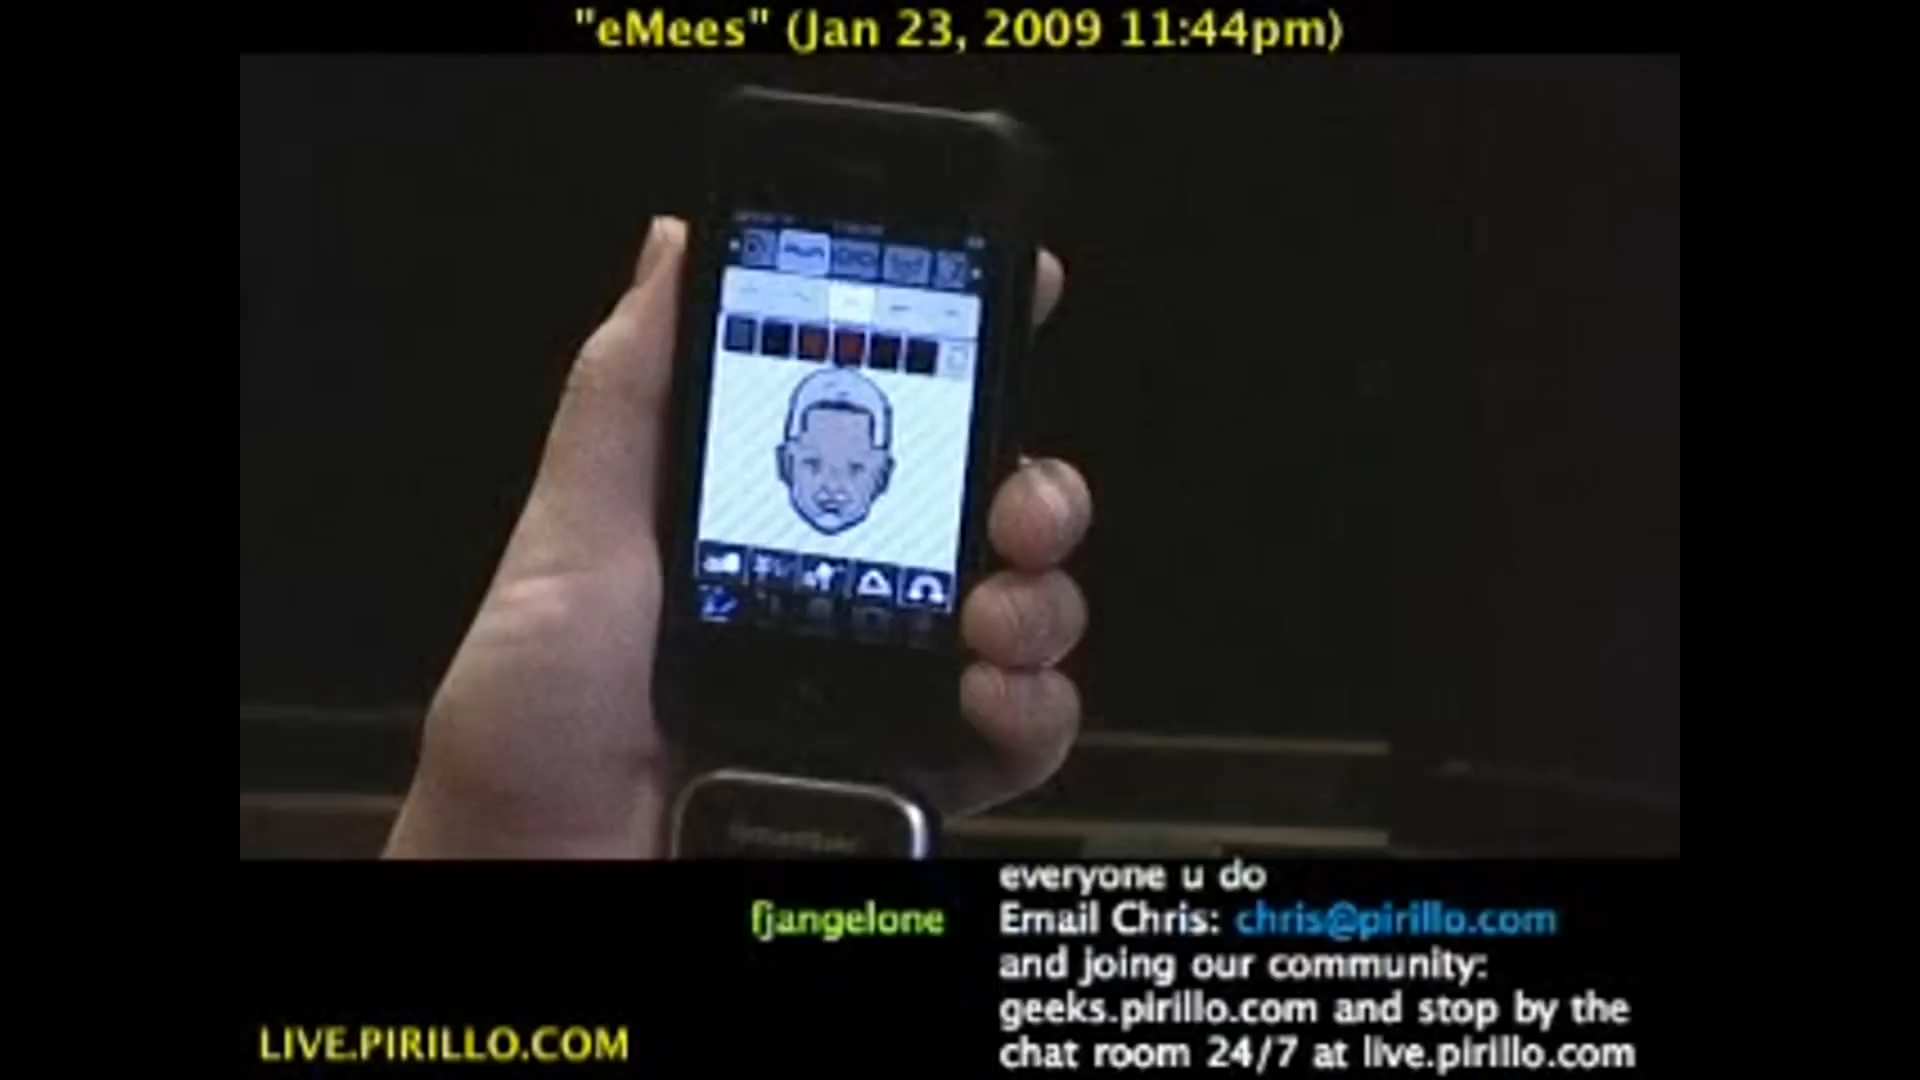 "eMees" (Jan 23, 2009 11:44pm)
everyone u do
fjangelone
Email Chris: chris@pirillo.com
and joing our community:
geeks.pirillo.com and stop by the
LIVE.PIRILLO.COM
chat room 24/7 at live.pirillo.com